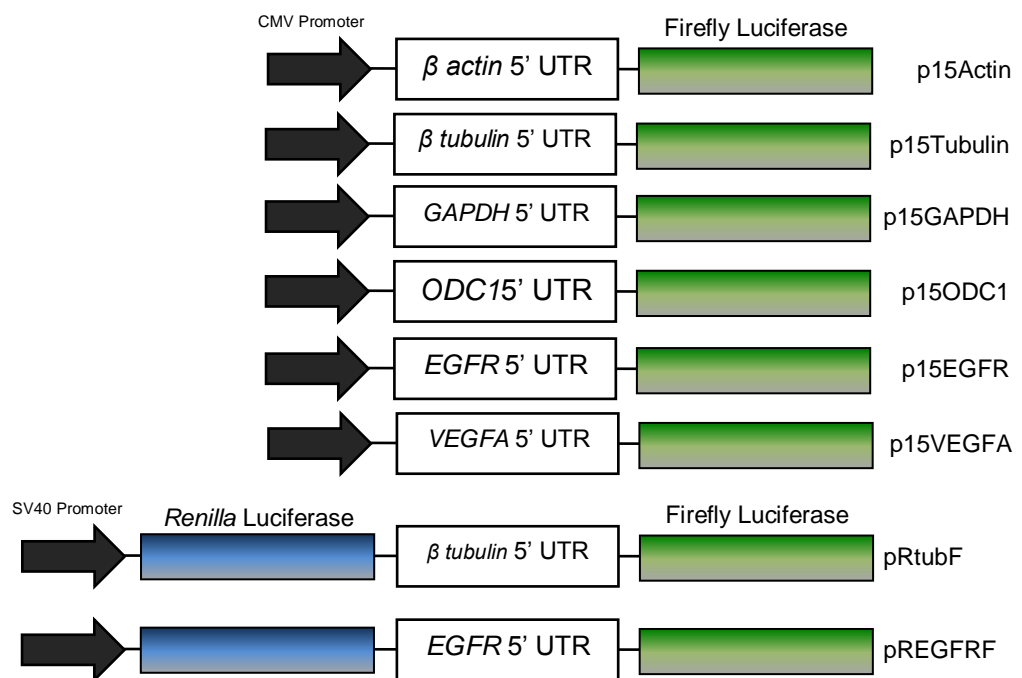 CMV Promoter
Firefly Luciferase
β actin 5' UTR
p15Actin
β tubulin 5' UTR
p15Tubulin
GAPDH 5' UTR
p15GAPDH
ODC15' UTR
p15ODC1
EGFR 5' UTR
p15EGFR
VEGFA 5' UTR
p15VEGFA
SV40 Promoter
Renilla Luciferase
Firefly Luciferase
β tubulin 5' UTR
pRtubF
EGFR 5' UTR
pREGFRF